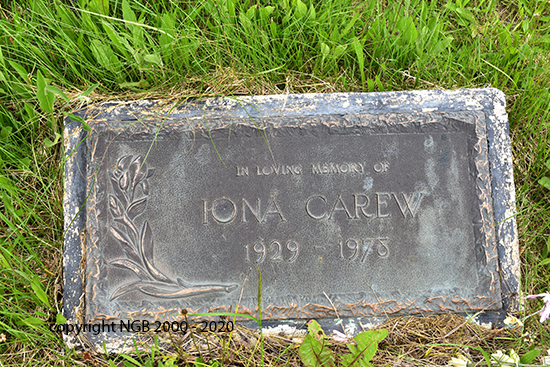 IN LOVING MEMORY OF
IONA CAREW
1929 - 1978
copyright NGB 2000 - 2020